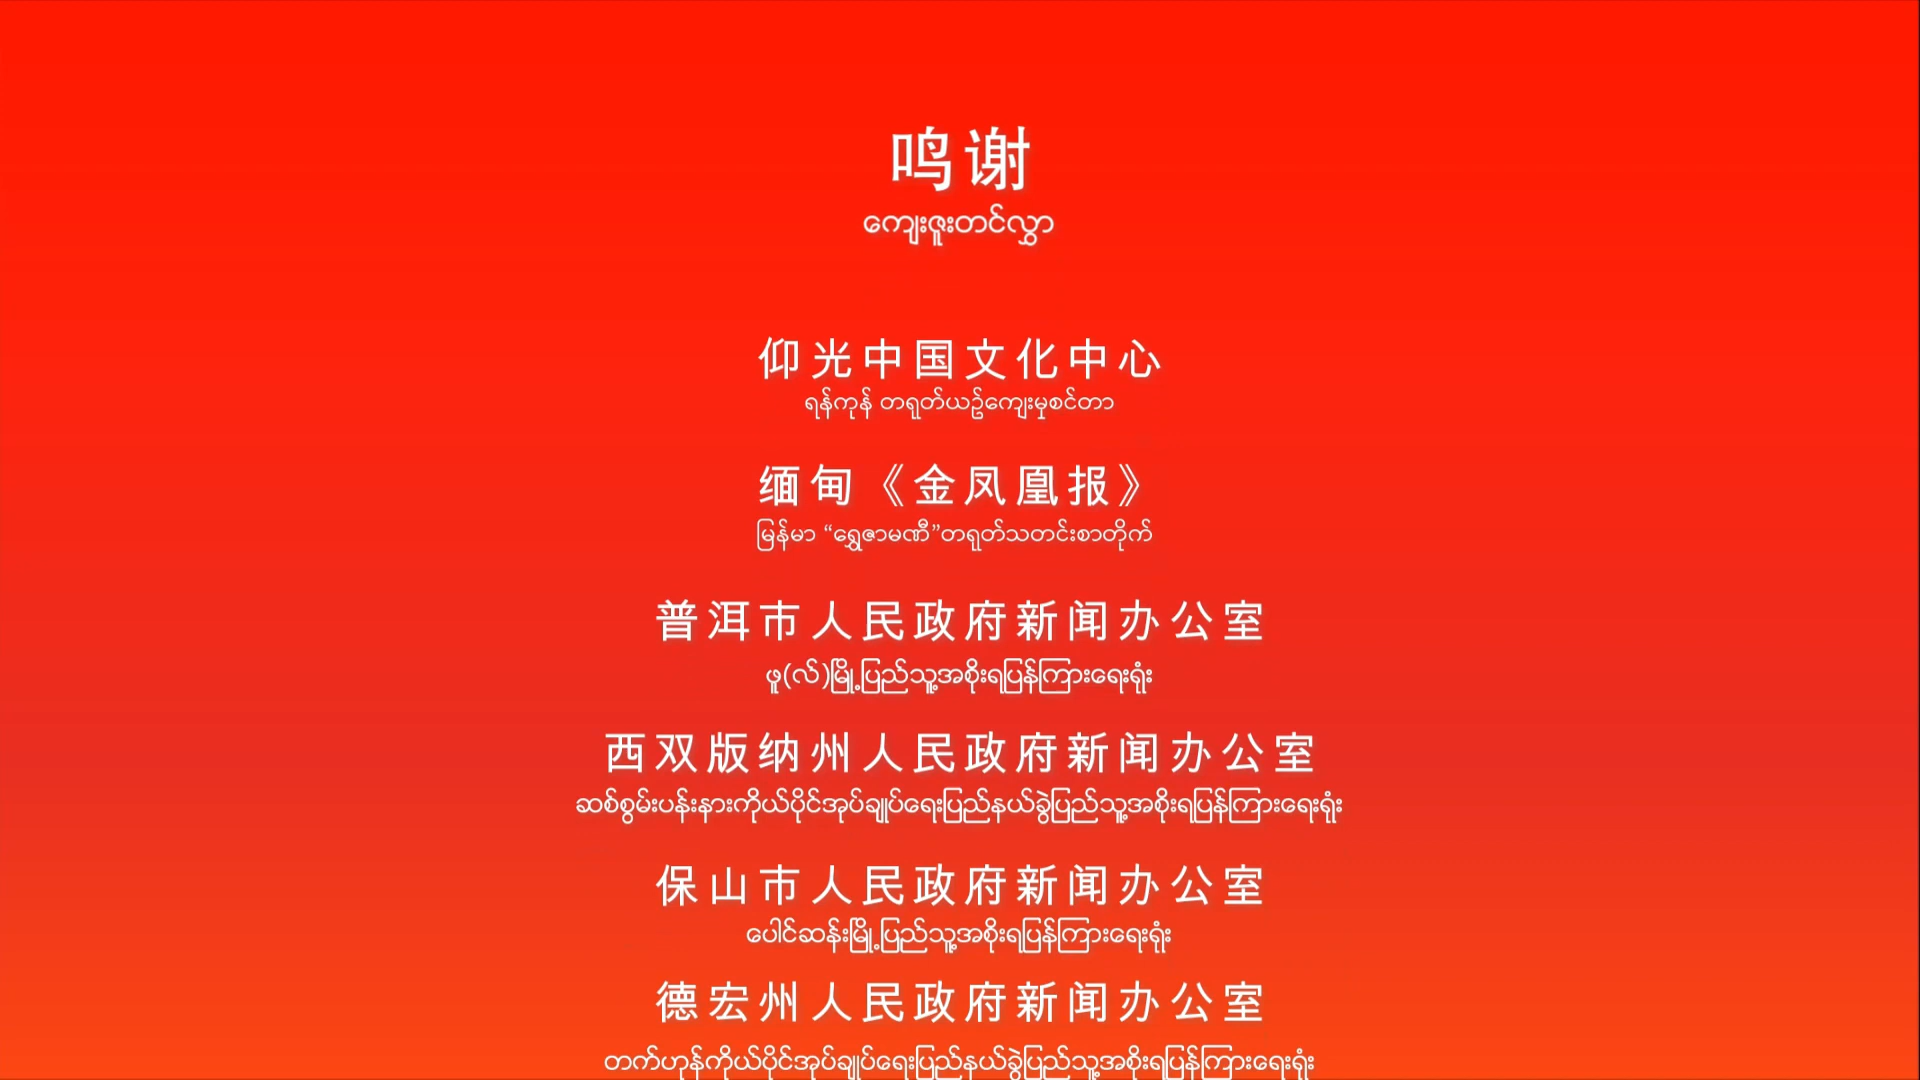 鸣谢
ကျေးဇူးတင်လွှာ
仰光中国文化中心
ရန်ကုန် တရုတ်ယဥ်ကျေးမှုစင်တာ
缅甸《金凤凰报》
မြန်မာ “ရွှေဇာမဏီ”တရုတ်သတင်းစာတိုက်
普洱市人民政府新闻办公室
ဖူ(လ်)မြို့ပြည်သူ့အစိုးရပြန်ကြားရေးရုံး
西双版纳州人民政府新闻办公室
ဆစ်စွမ်းပန်းနားကိုယ်ပိုင်အုပ်ချုပ်ရေးပြည်နယ်ခွဲပြည်သူ့အစိုးရပြန်ကြားရေးရုံး
保山市人民政府新闻办公室
ပေါင်ဆန်းမြို့ပြည်သူ့အစိုးရပြန်ကြားရေးရုံး
德宏州人民政府新闻办公室
တက်ဟုန်ကိုယ်ပိုင်အုပ်ချုပ်ရေးပြည်နယ်ခွဲပြည်သူ့အစိုးရပြန်ကြားရေးရုံး